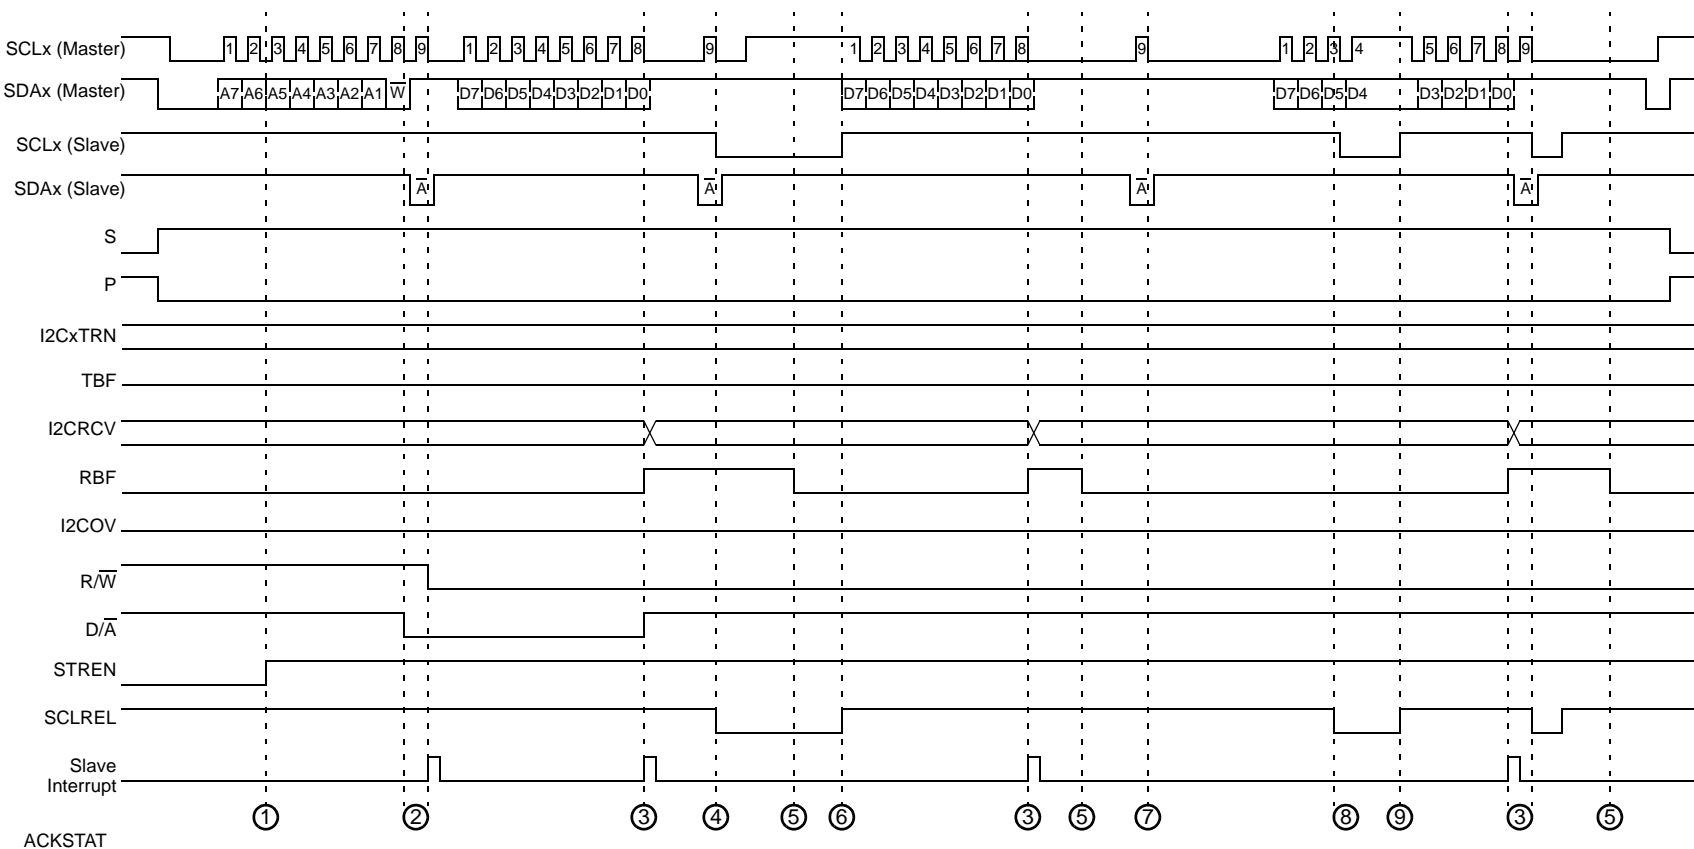 SCLx (Master) 1 2 3 4 5 6 7 8 9 1 2 3 4 5 6 7 8 9 1 2 3 4 5 6 7 8 9 1 2 3 4 5 6 7 8 9
SDAx (Master) A7 A6 A5 A4 A3 A2 A1 W̅ D7 D6 D5 D4 D3 D2 D1 D0 D7 D6 D5 D4 D3 D2 D1 D0 D7 D6 D5 D4 D3 D2 D1 D0
SCLx (Slave)
SDAx (Slave) A̅ A̅ A̅ A̅
S
P
I2CxTRN
TBF
I2CRCV
RBF
I2COV
R/W̅
D/A̅
STREN
SCLREL
Slave
Interrupt
① ② ③ ④ ⑤ ⑥ ③ ⑤ ⑦ ⑧ ⑨ ③ ⑤
ACKSTAT